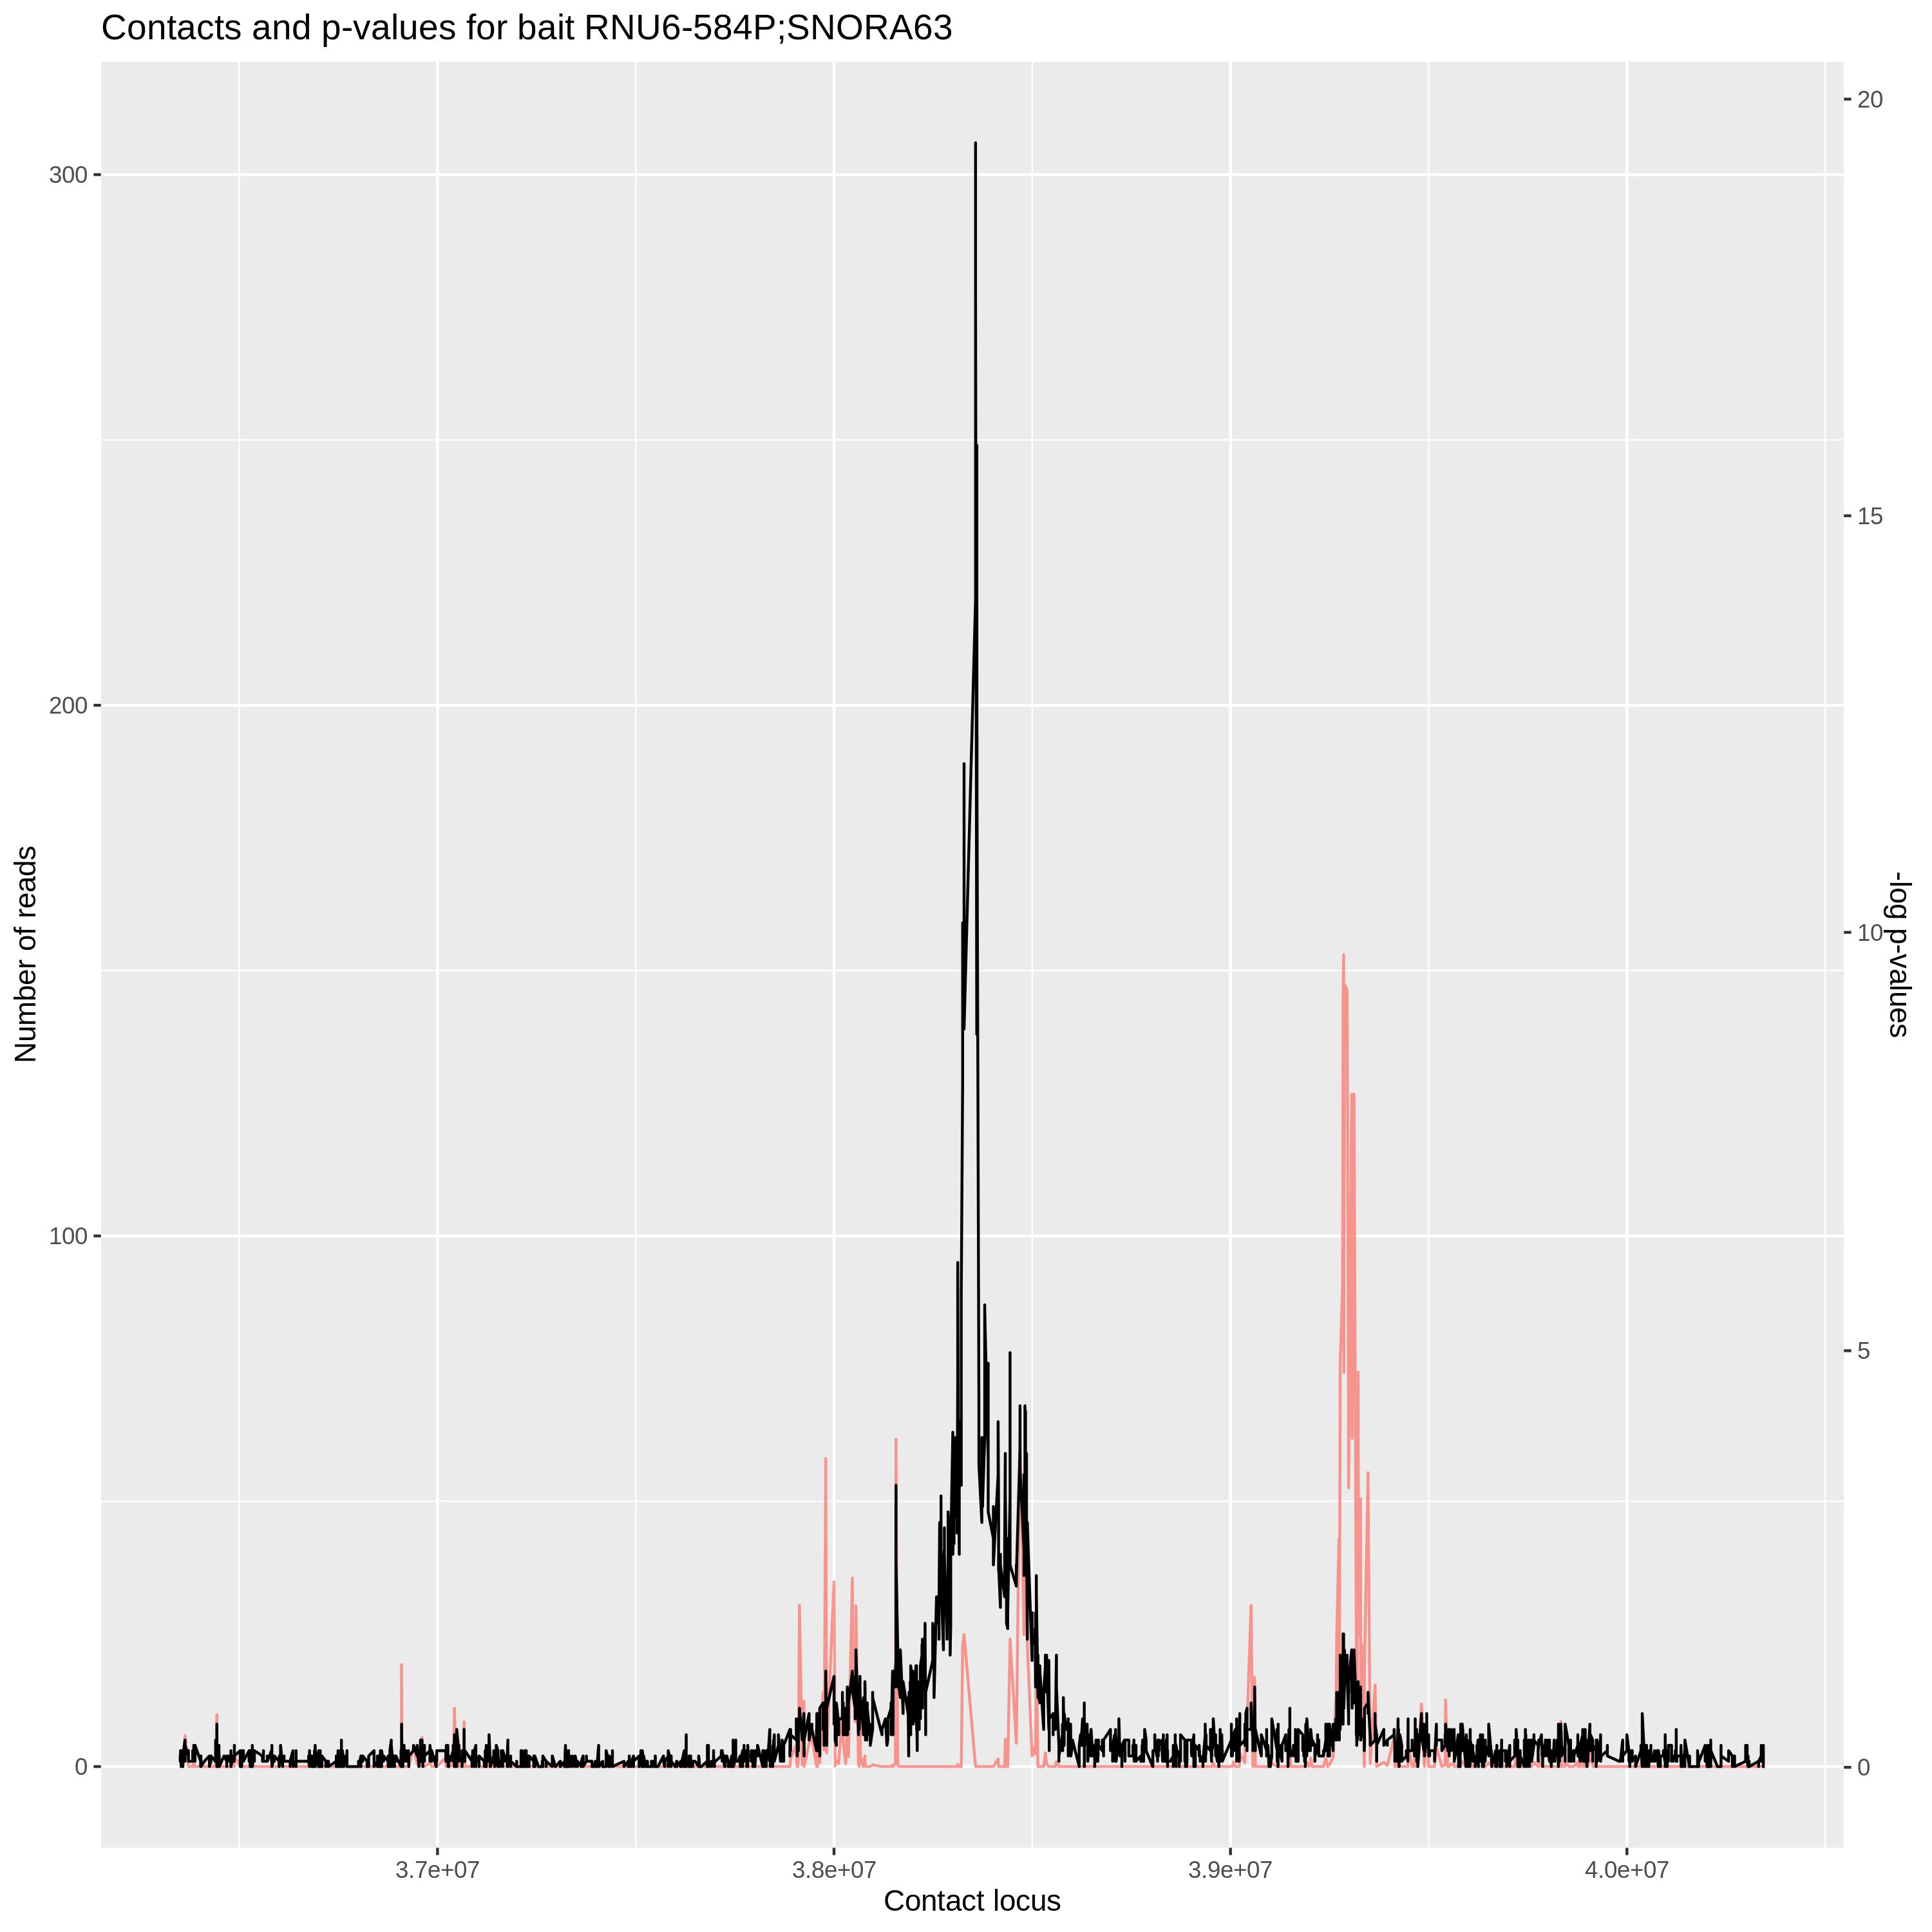 Contacts and p-values for bait RNU6-584P;SNORA63
300
200
100
0
Number of reads
20
15
10
5
0
-log p-values
3.7e+07
3.8e+07
3.9e+07
4.0e+07
Contact locus